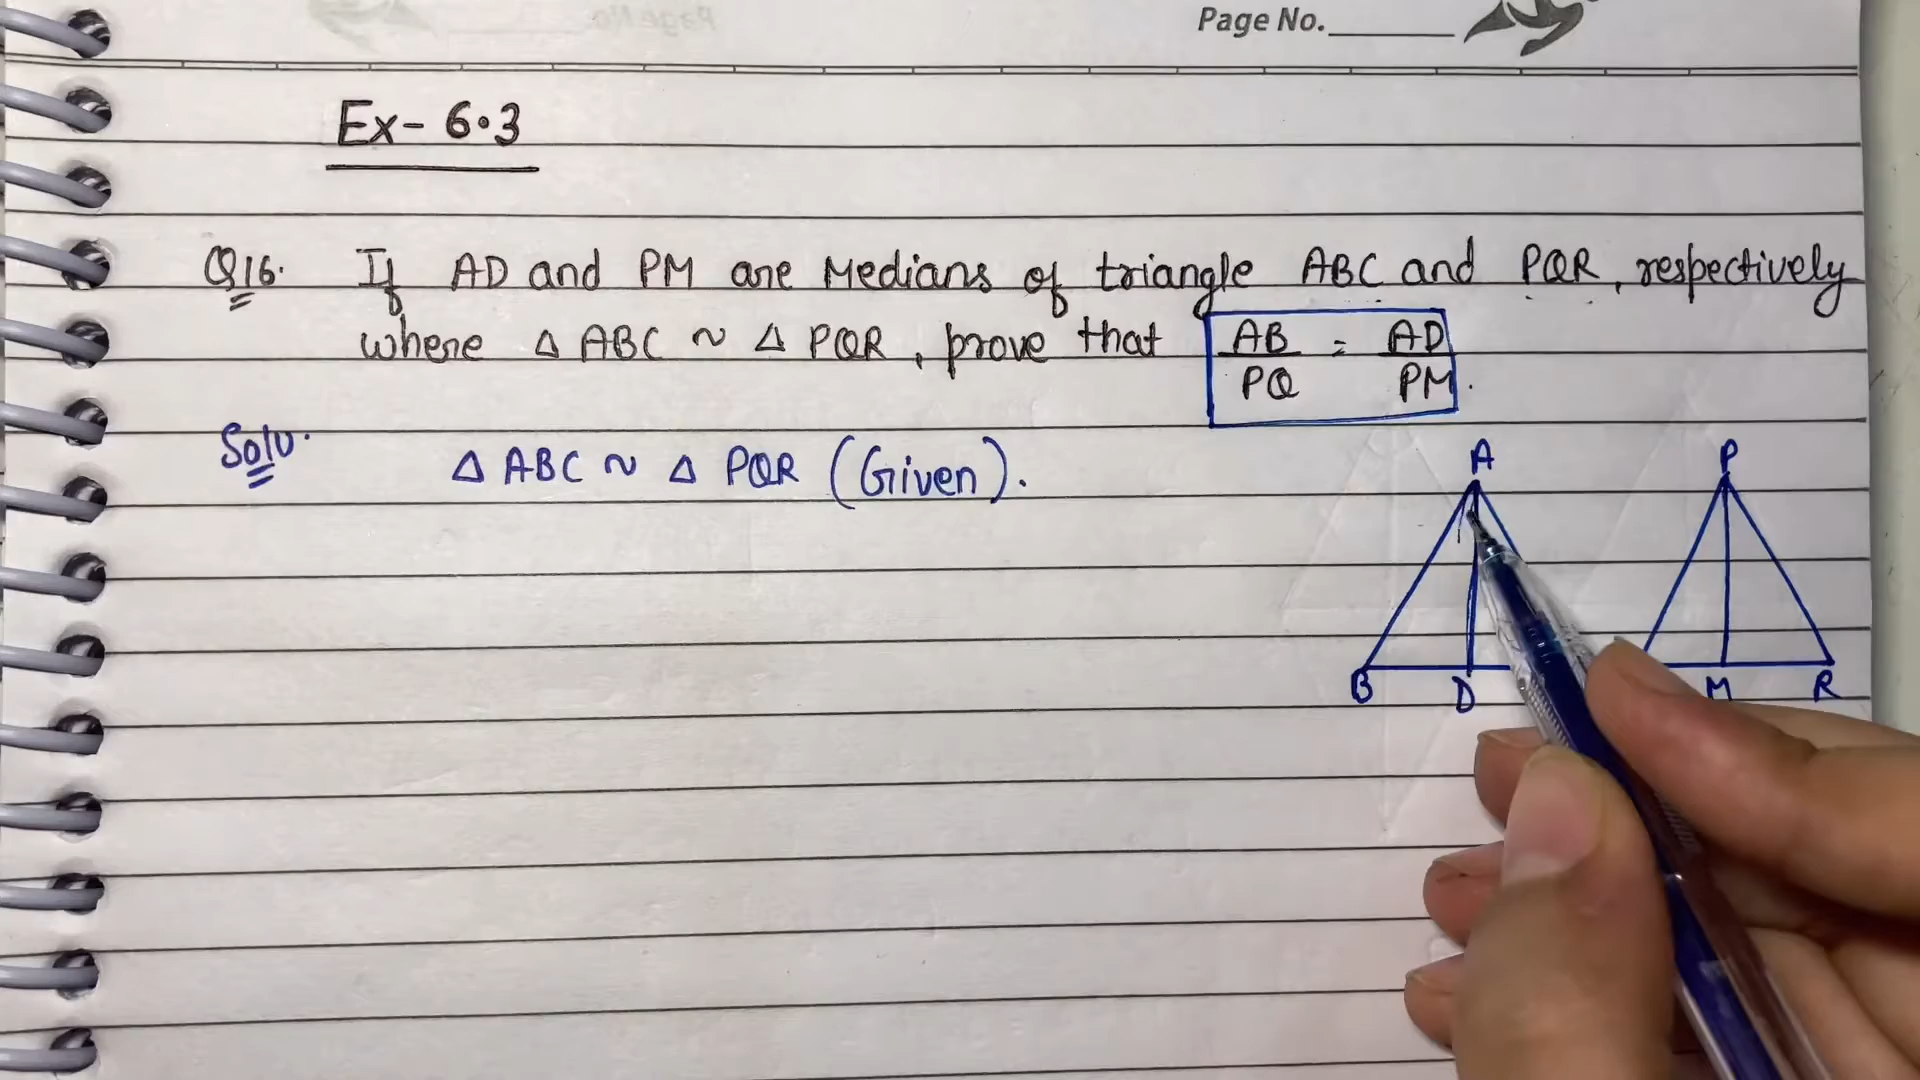 Page No.
Ex- 6.3
Q16. If AD and PM are Medians of triangle ABC and PQR, respectively
where Δ ABC ~ Δ PQR, prove that AB/PQ = AD/PM.
Solu. Δ ABC ~ Δ PQR (Given).
A P
B D M R